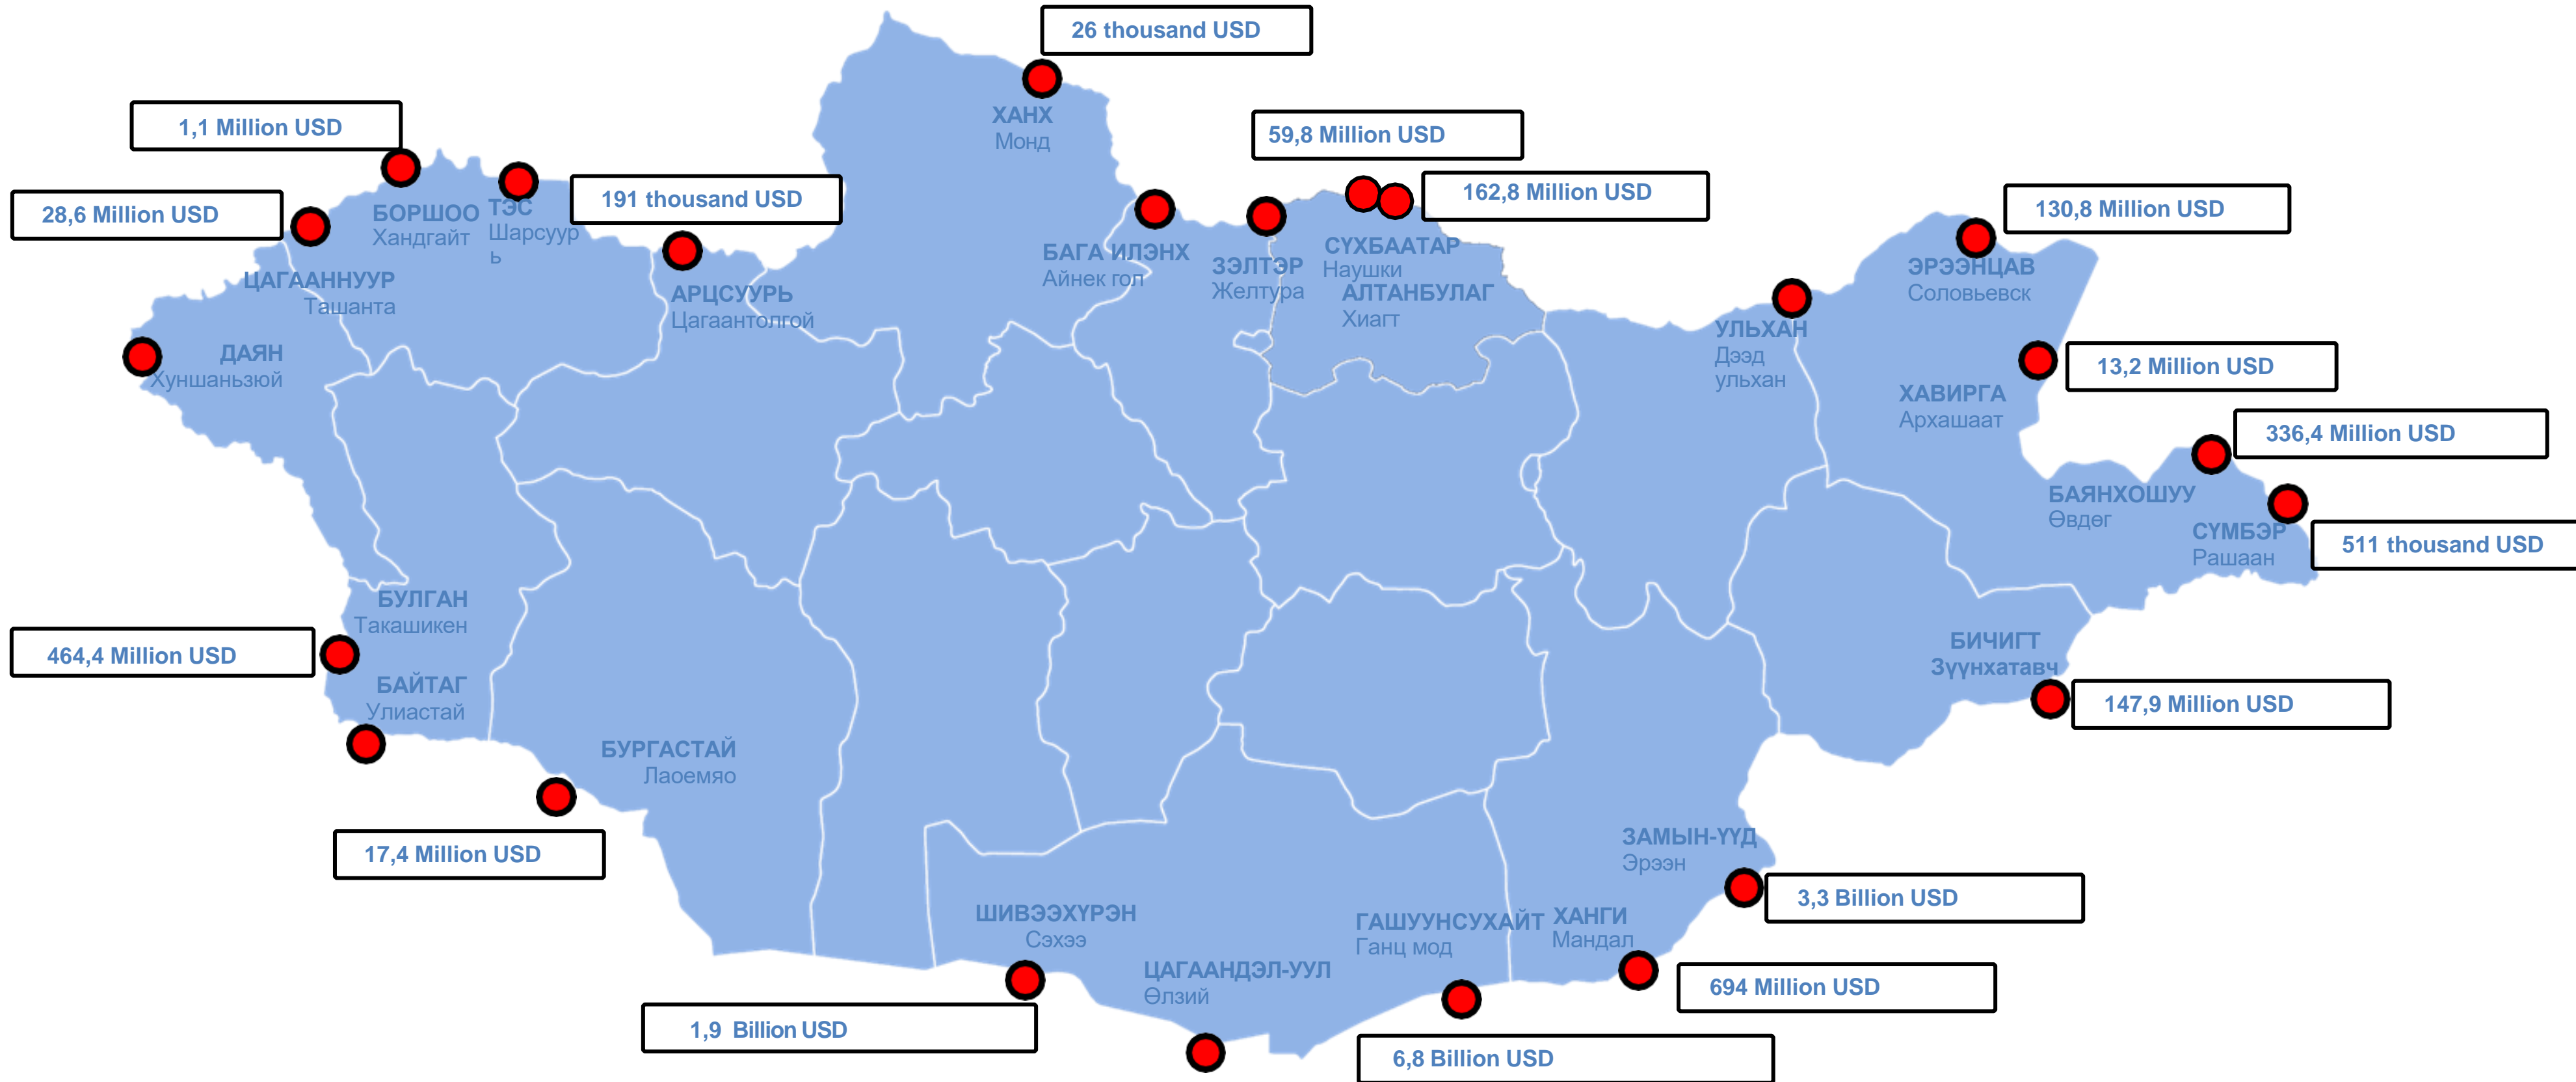 26 thousand USD
ХАНХ
Монд
1,1 Million USD
59,8 Million USD
28,6 Million USD
БОРШОО
Хандгайт
ТЭС
Шарсуур
ь
191 thousand USD
162,8 Million USD
130,8 Million USD
ЦАГААННУУР
Ташанта
АРЦСУУРЬ
Цагаантолгой
БАГА ИЛЭНХ
Айнек гол
ЗЭЛТЭР
Желтура
СҮХБААТАР
Наушки
АЛТАНБУЛАГ
Хиагт
ЭРЭЭНЦАВ
Соловьевск
УЛЬХАН
Дээд
ульхан
ДАЯН
Хуншаньзюй
13,2 Million USD
ХАВИРГА
Архашаат
336,4 Million USD
БАЯНХОШУУ
Өвдөг
СҮМБЭР
Рашаан
511 thousand USD
БУЛГАН
Такашикен
464,4 Million USD
БАЙТАГ
Улиастай
БИЧИГТ
Зүүнхатавч
147,9 Million USD
БУРГАСТАЙ
Лаоемяо
17,4 Million USD
ЗАМЫН-ҮҮД
Эрээн
3,3 Billion USD
ШИВЭЭХҮРЭН
Сэхээ
ГАШУУНСУХАЙТ
Ганц мод
ХАНГИ
Мандал
ЦАГААНДЭЛ-УУЛ
Өлзий
694 Million USD
1,9 Billion USD
6,8 Billion USD